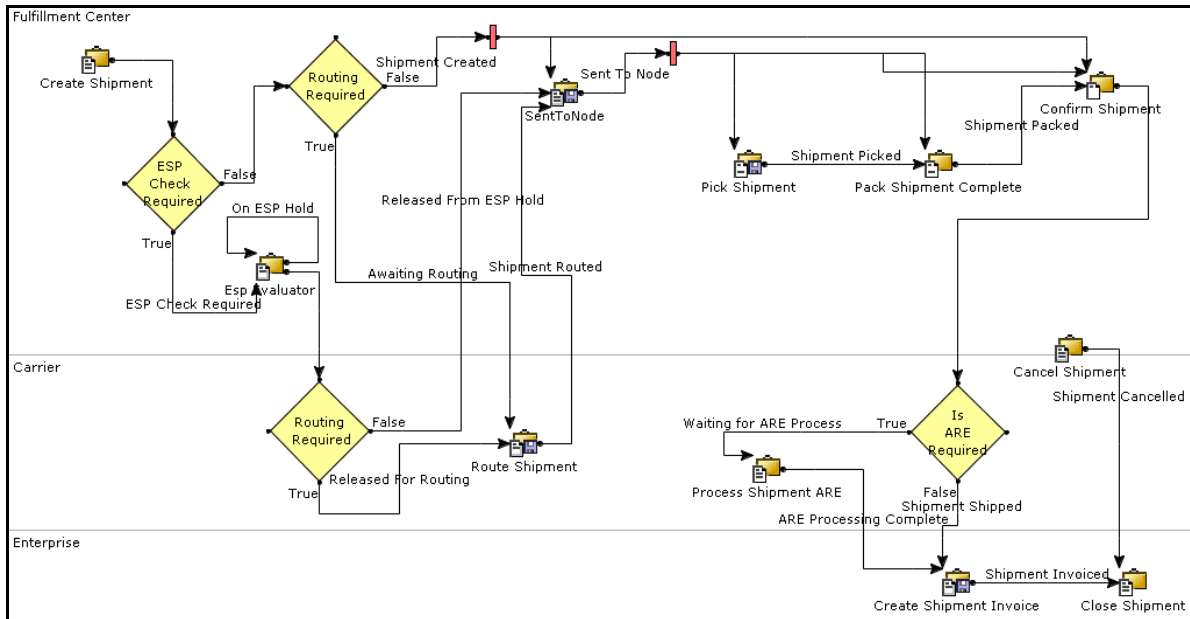 Fulfillment Center
Create Shipment
Routing
Required
False
Shipment Created
True
Sent To Node
SentToNode
Confirm Shipment
Shipment Packed
Shipment Picked
Pick Shipment
Pack Shipment Complete
ESP
Check
Required
False
True
On ESP Hold
Esp Evaluator
ESP Check Required
Released From ESP Hold
Awaiting Routing
Shipment Routed
Carrier
Routing
Required
False
True
Released For Routing
Route Shipment
Cancel Shipment
Shipment Cancelled
Is
ARE
Required
True
Waiting for ARE Process
Process Shipment ARE
False
Shipment Shipped
ARE Processing Complete
Enterprise
Shipment Invoiced
Create Shipment Invoice
Close Shipment